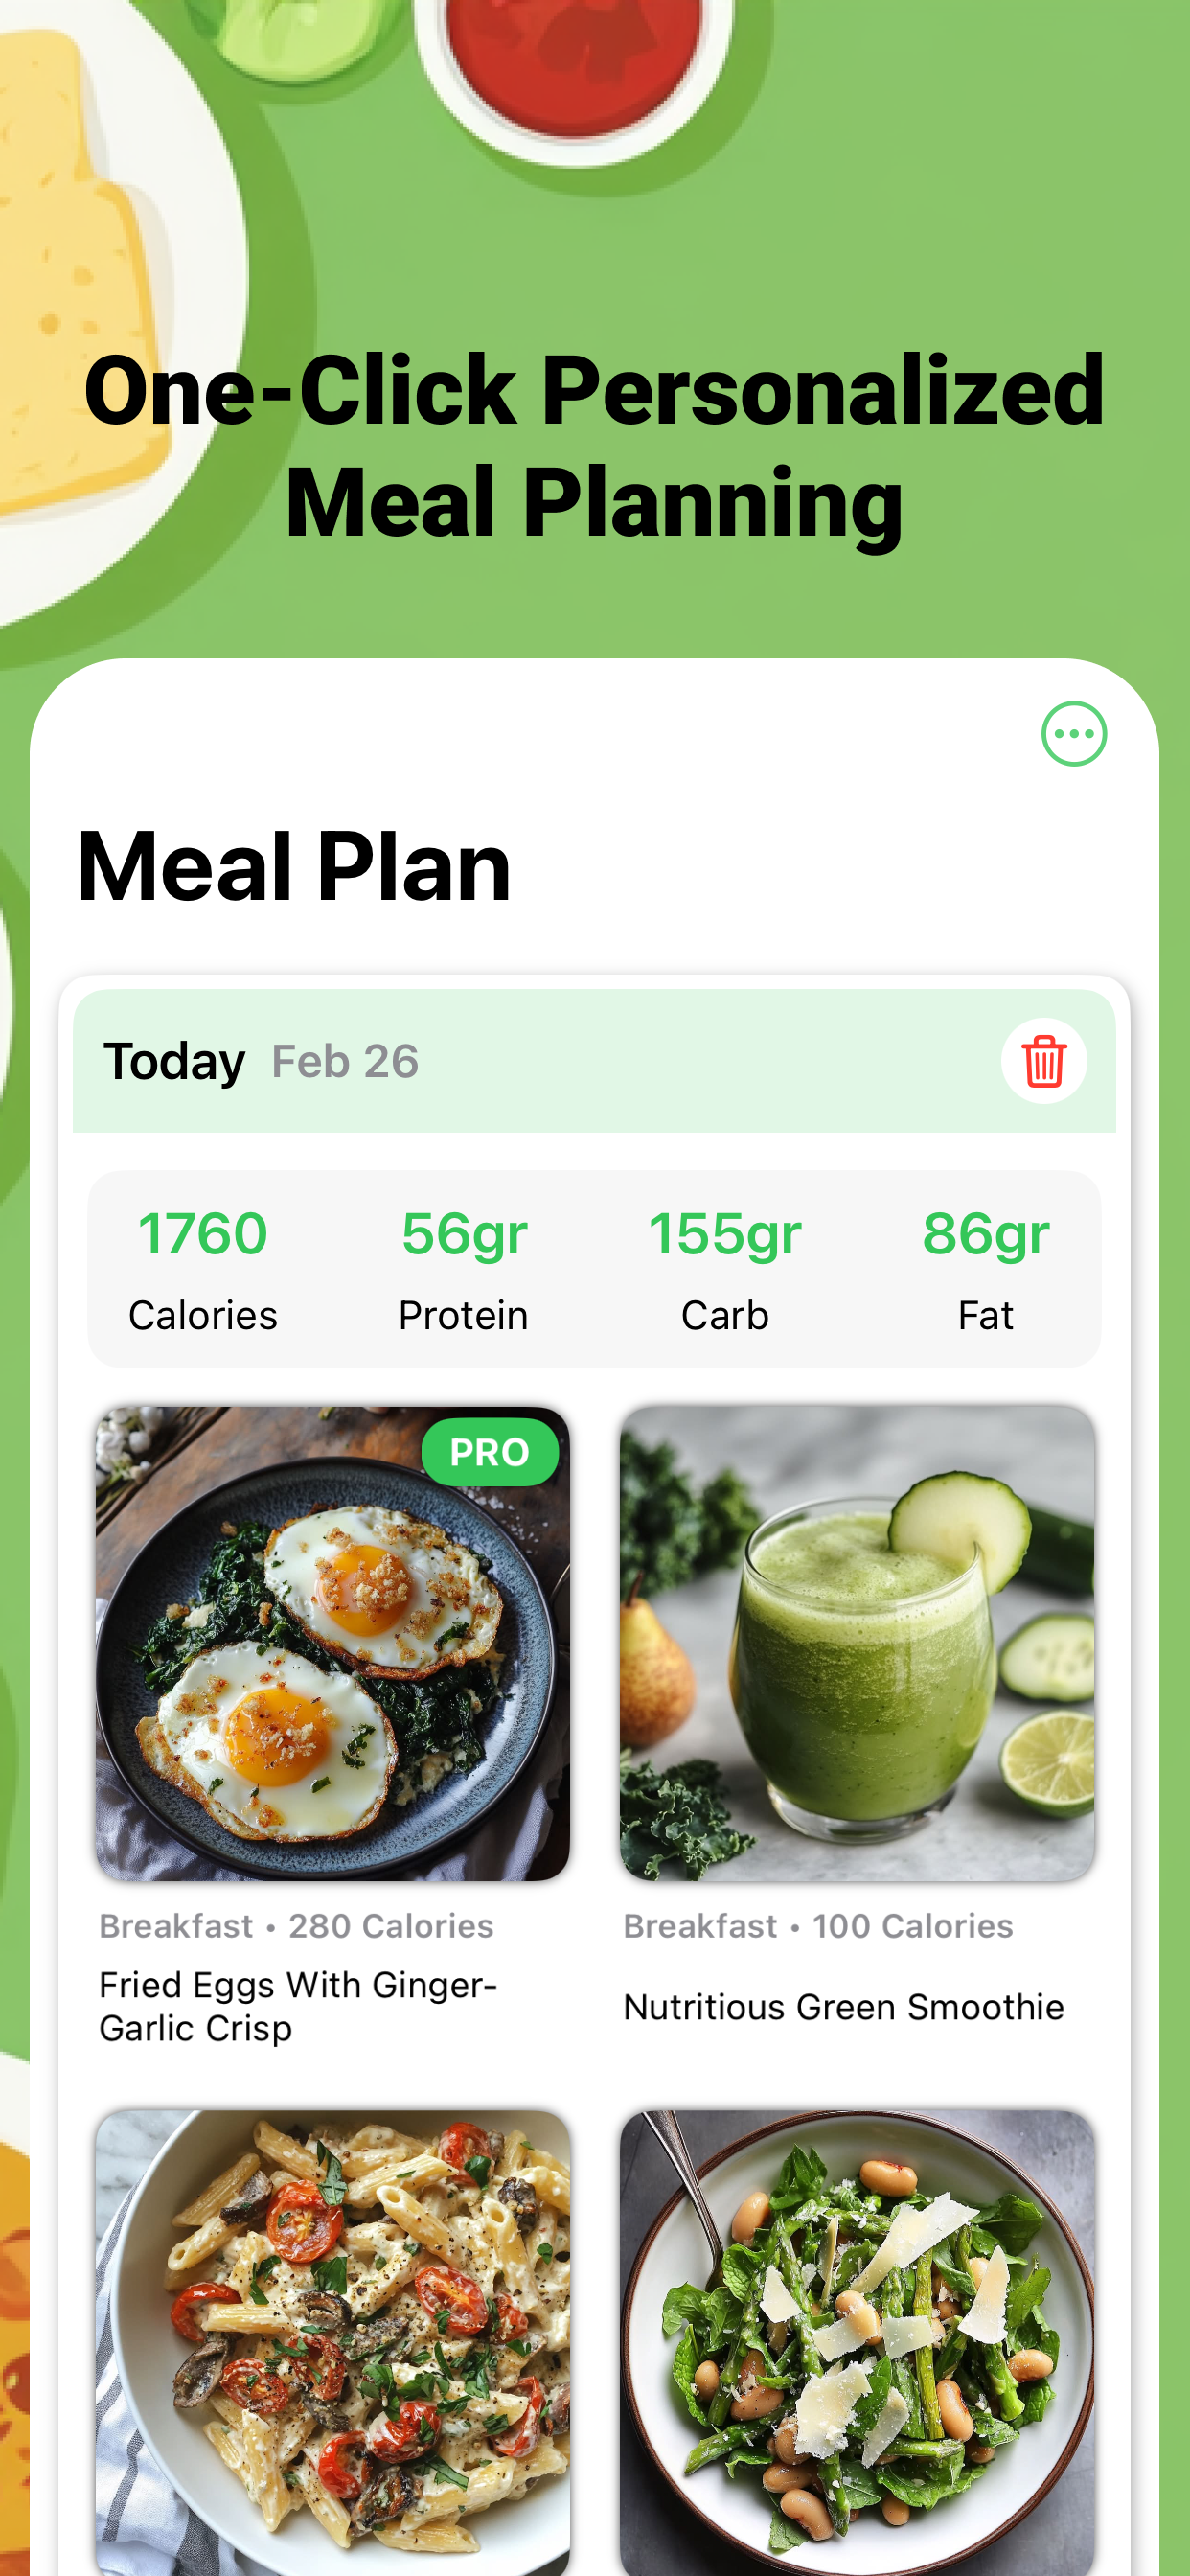 One-Click Personalized
Meal Planning
Meal Plan
Today Feb 26
1760 56gr 155gr 86gr
Calories Protein Carb Fat
PRO
Breakfast • 280 Calories
Fried Eggs With Ginger-
Garlic Crisp
Breakfast • 100 Calories
Nutritious Green Smoothie